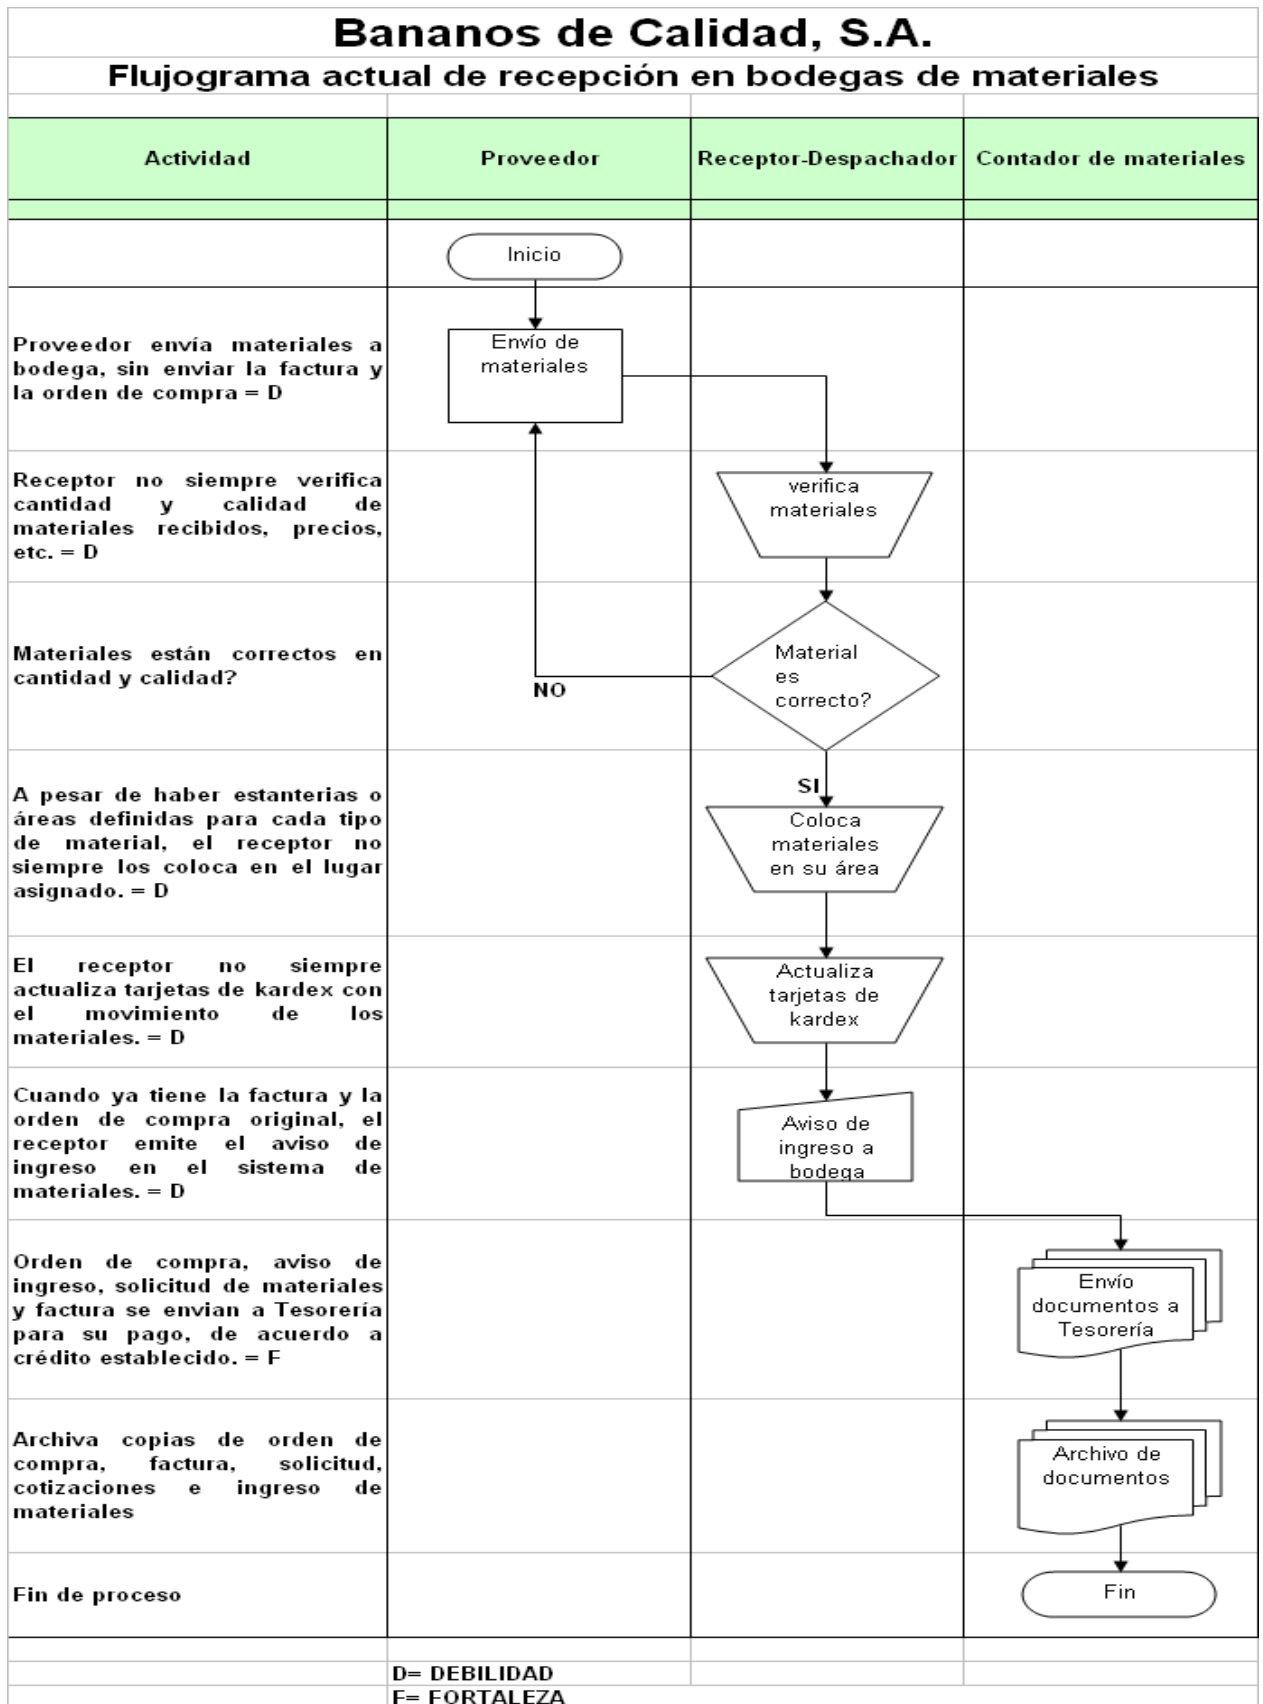 Bananos de Calidad, S.A.
Flujograma actual de recepción en bodegas de materiales
Actividad
Proveedor
Receptor-Despachador
Contador de materiales
Inicio
Proveedor envía materiales a
bodega, sin enviar la factura y
la orden de compra = D
Envío de
materiales
Receptor no siempre verifica
cantidad y calidad de
materiales recibidos, precios,
etc. = D
verifica
materiales
Materiales están correctos en
cantidad y calidad?
Material
es
correcto?
NO
SI
A pesar de haber estanterias o
áreas definidas para cada tipo
de material, el receptor no
siempre los coloca en el lugar
asignado. = D
Coloca
materiales
en su área
El receptor no siempre
actualiza tarjetas de kardex con
el movimiento de los
materiales. = D
Actualiza
tarjetas de
kardex
Cuando ya tiene la factura y la
orden de compra original, el
receptor emite el aviso de
ingreso en el sistema de
materiales. = D
Aviso de
ingreso a
bodega
Orden de compra, aviso de
ingreso, solicitud de materiales
y factura se envian a Tesorería
para su pago, de acuerdo a
crédito establecido. = F
Envío
documentos a
Tesorería
Archiva copias de orden de
compra, factura, solicitud,
cotizaciones e ingreso de
materiales
Archivo de
documentos
Fin de proceso
Fin
D= DEBILIDAD
F= FORTALEZA